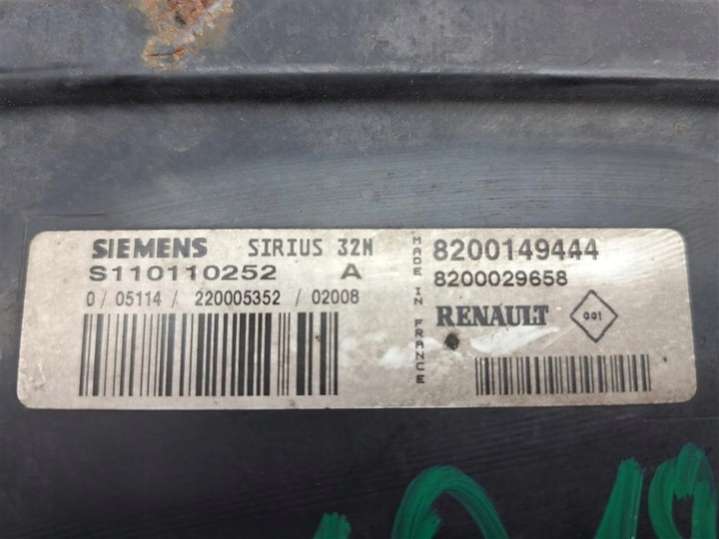 SIEMENS SIRIUS 32N
S110110252 A
0 / 05114 / 220005352 / 02008
MADE IN FRANCE
8200149444
8200029658
RENAULT
001